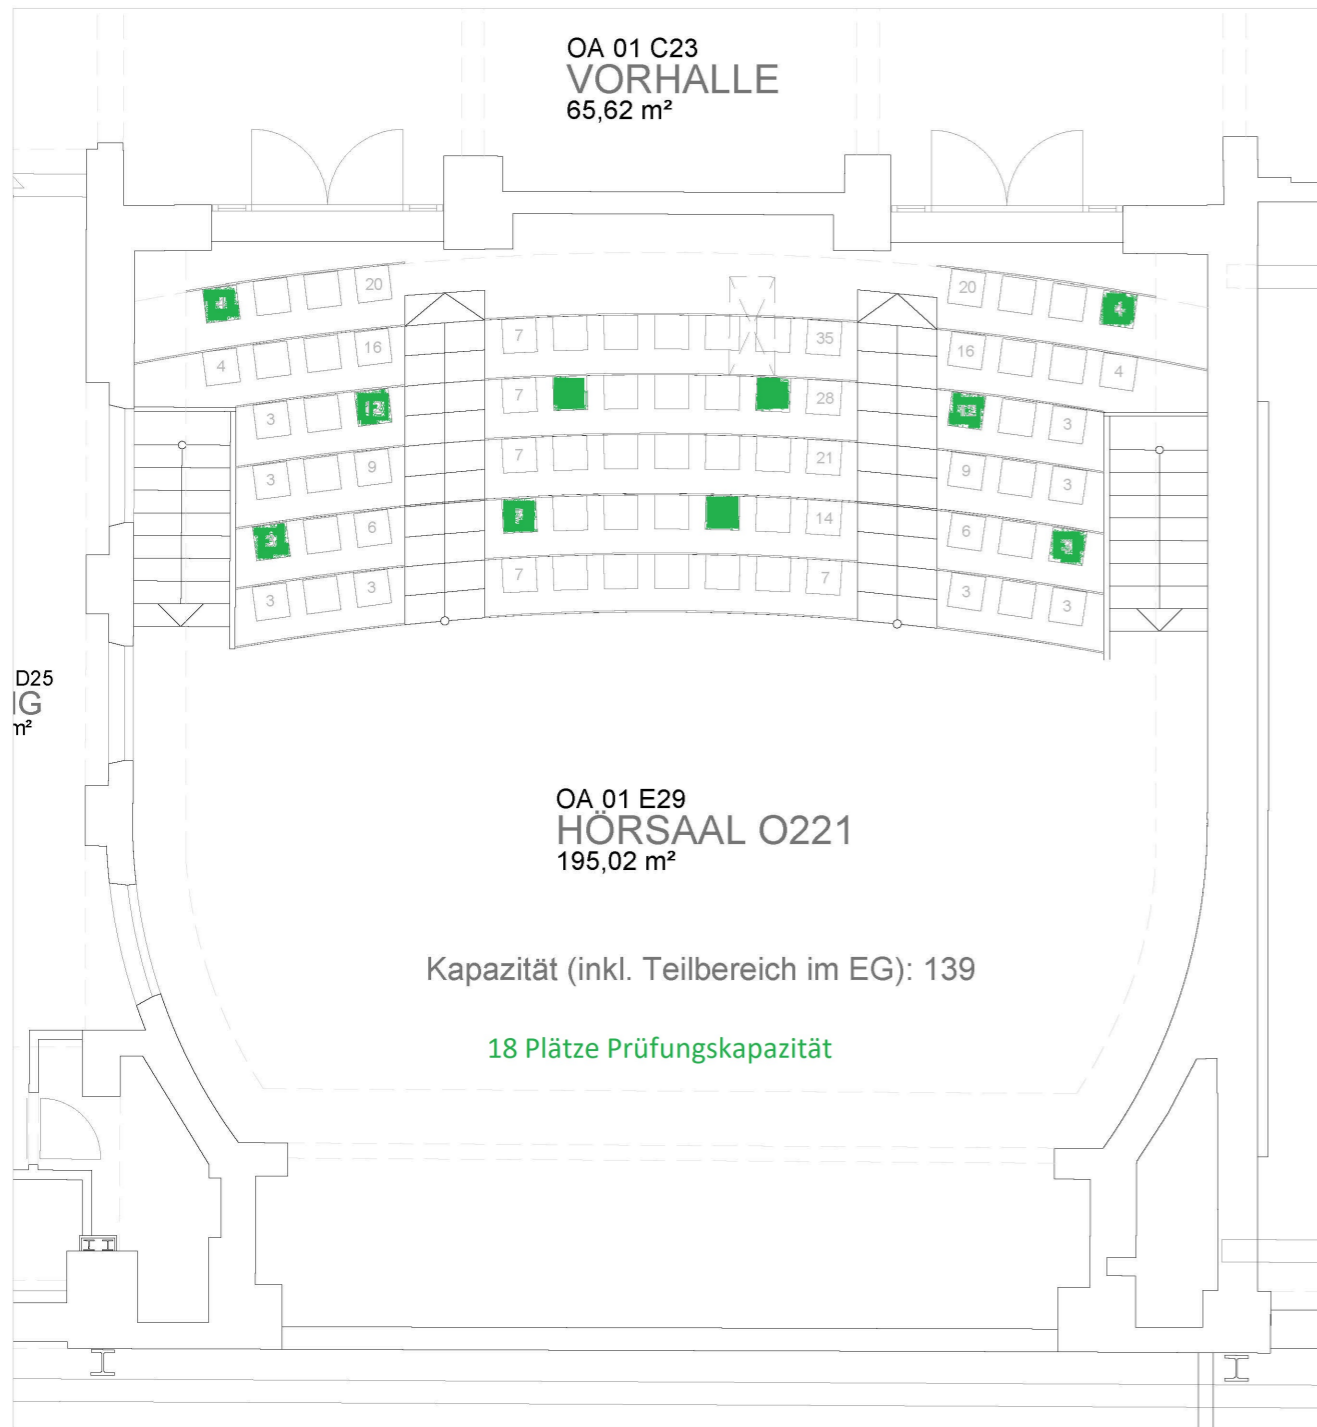 OA 01 C23
VORHALLE
65,62 m²
20
20
4
16
7
35
16
4
3
7
28
3
3
9
7
21
9
3
6
14
6
3
3
7
7
3
3
D25
IG
m²
OA 01 E29
HÖRSAAL O221
195,02 m²
Kapazität (inkl. Teilbereich im EG): 139
18 Plätze Prüfungskapazität